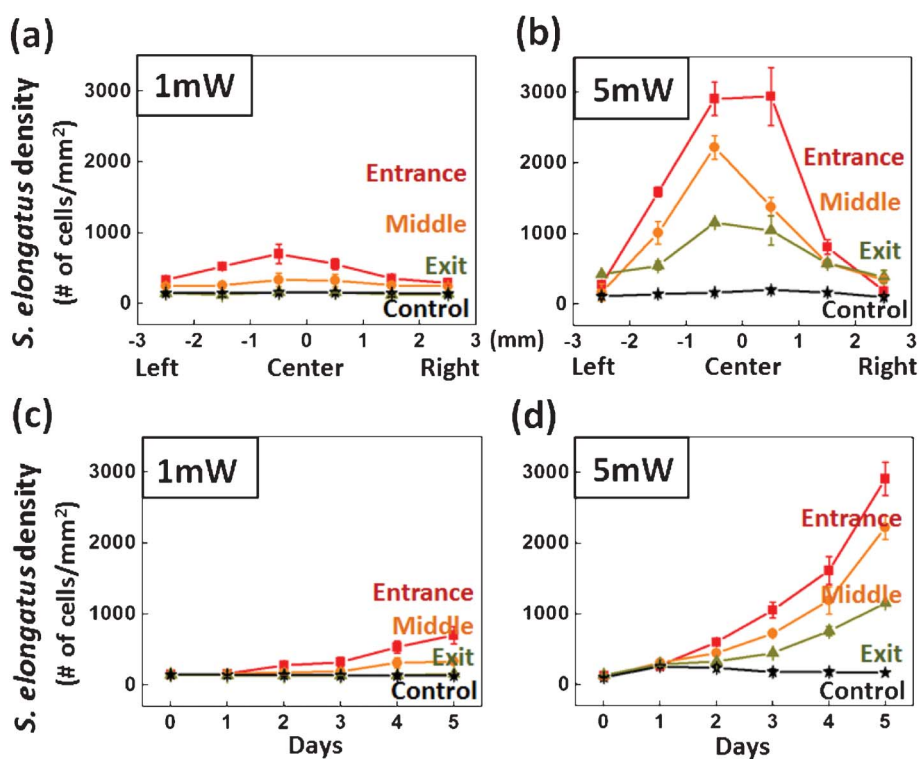 (a)
1mW
S. elongatus density
(# of cells/mm²)
3000
2000
1000
0
Entrance
Middle
Exit
Control
-3 -2 -1 0 1 2 3 (mm)
Left Center Right
(b)
5mW
3000
2000
1000
0
Entrance
Middle
Exit
Control
-3 -2 -1 0 1 2 3
Left Center Right
(c)
1mW
S. elongatus density
(# of cells/mm²)
3000
2000
1000
0
Entrance
Middle
Exit
Control
0 1 2 3 4 5
Days
(d)
5mW
3000
2000
1000
0
Entrance
Middle
Exit
Control
0 1 2 3 4 5
Days